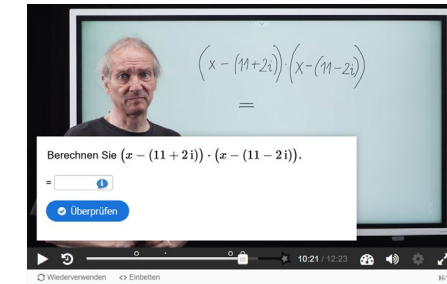 (x - (11+2i))·(x-(11-2i))
=
Berechnen Sie (x − (11 + 2 i)) · (x − (11 − 2 i)).
=
Überprüfen
10:21 / 12:23
Wiederverwenden <> Einbetten